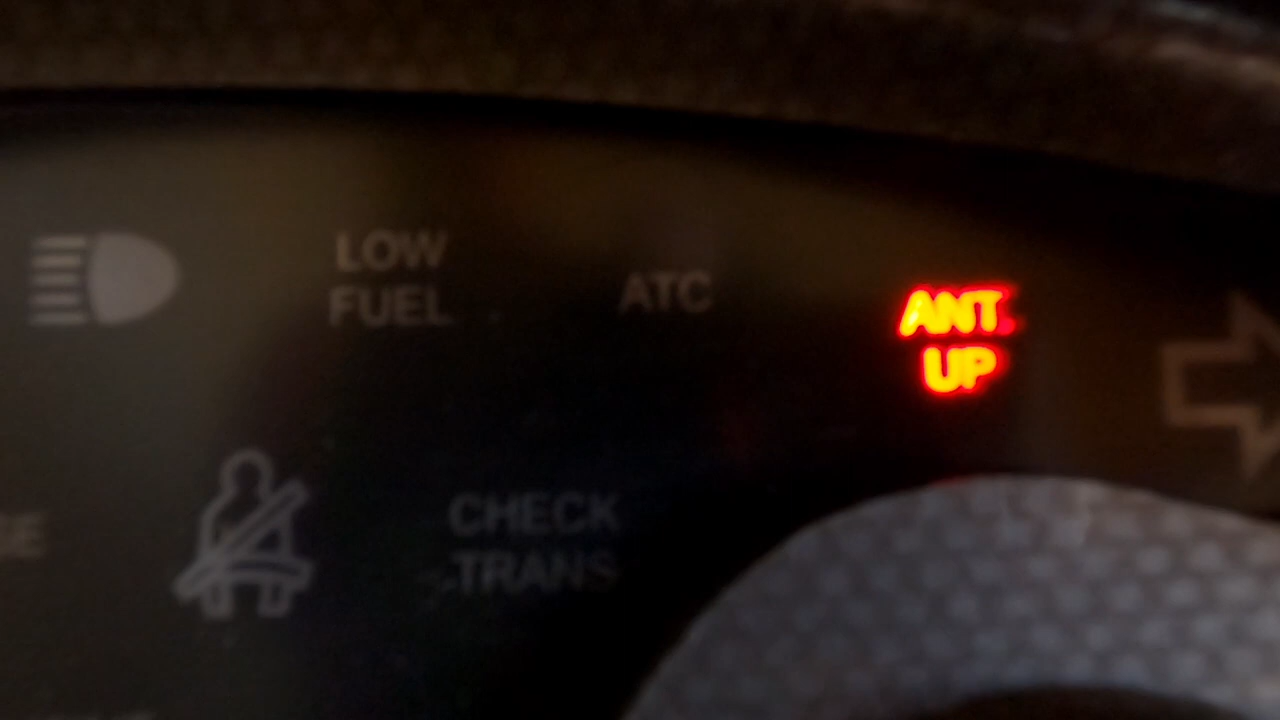 LOW
FUEL
ATC
ANT.
UP
CHECK
TRANS